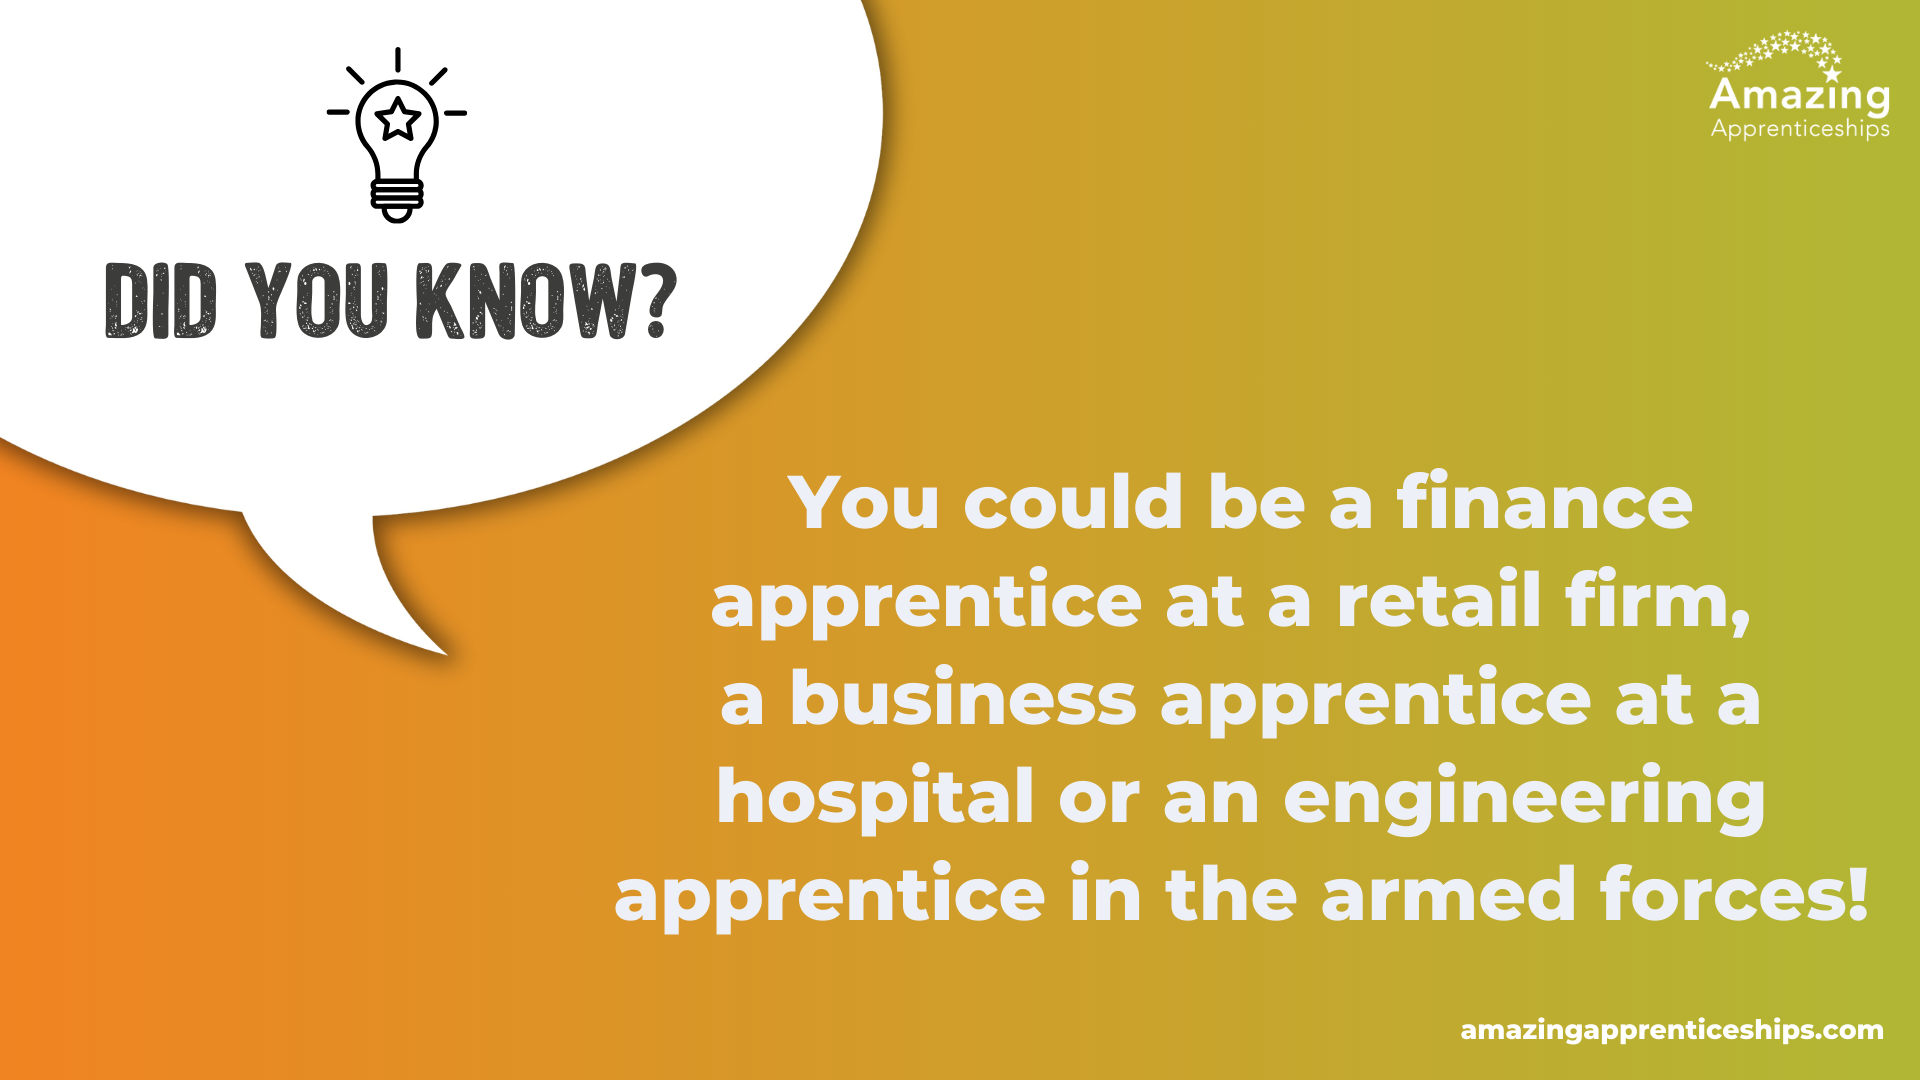 Amazing
Apprenticeships
DID YOU KNOW?
You could be a finance
apprentice at a retail firm,
a business apprentice at a
hospital or an engineering
apprentice in the armed forces!
amazingapprenticeships.com